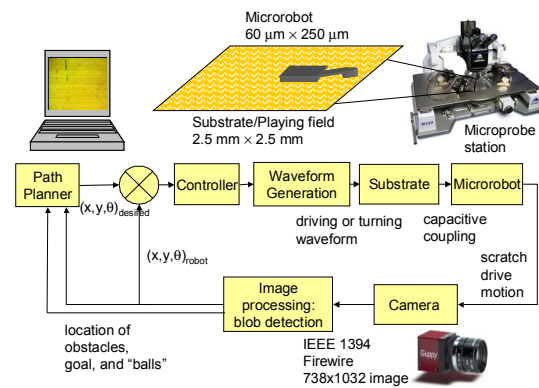 Microrobot
60 μm × 250 μm
Substrate/Playing field
2.5 mm × 2.5 mm
Microprobe
station
Path
Planner
(x,y,θ)desired
Controller
Waveform
Generation
Substrate
Microrobot
driving or turning
waveform
capacitive
coupling
(x,y,θ)robot
scratch
drive
motion
Image
processing:
blob detection
Camera
location of
obstacles,
goal, and “balls”
IEEE 1394
Firewire
738x1032 image
Guppy